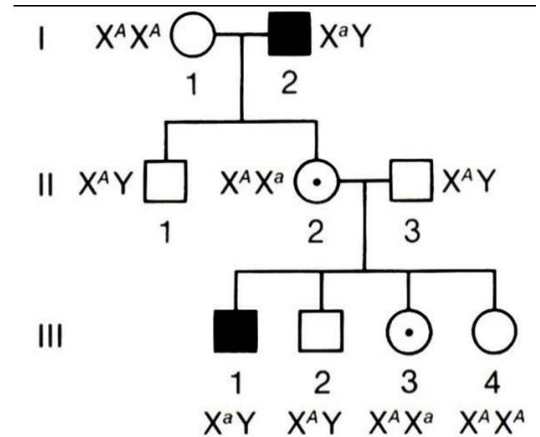 I X^A X^A X^a Y
1 2
II X^A Y X^A X^a X^A Y
1 2 3
III
1 2 3 4
X^a Y X^A Y X^A X^a X^A X^A